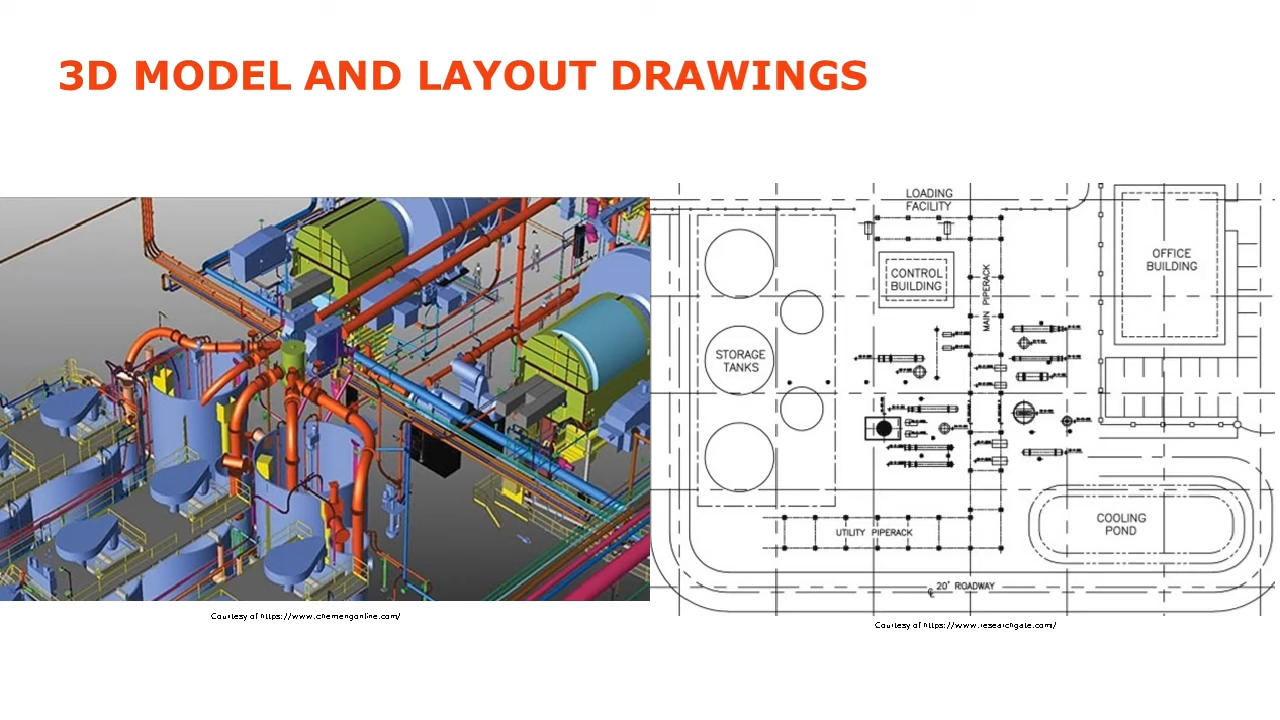 3D MODEL AND LAYOUT DRAWINGS
LOADING
FACILITY
OFFICE
BUILDING
CONTROL
BUILDING
MAIN PIPERACK
STORAGE
TANKS
COOLING
POND
UTILITY PIPERACK
20' ROADWAY
Courtesy of https://www.chemengonline.com/
Courtesy of https://www.researchgate.com/